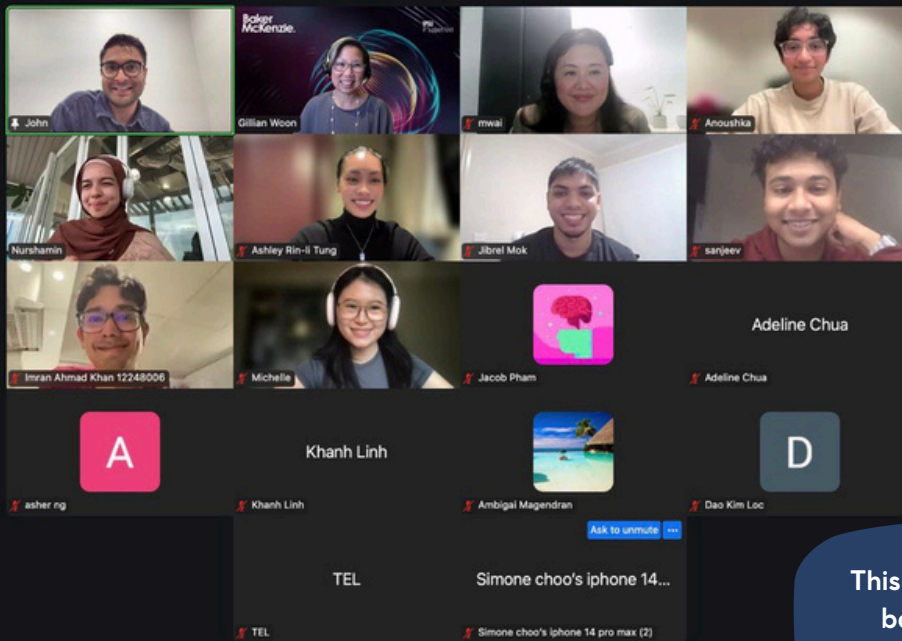 John
Baker
McKenzie.
Gillian Woon
mwai
Anoushka
Nurshamin
Ashley Rin-li Tung
Jibrel Mok
sanjeev
Imran Ahmad Khan 12248006
Michelle
Jacob Pham
Adeline Chua
Adeline Chua
A
asher ng
Khanh Linh
Khanh Linh
Ambigai Magendran
D
Dao Kim Loc
TEL
TEL
Ask to unmute
Simone choo's iphone 14...
Simone choo's iphone 14 pro max (2)
This